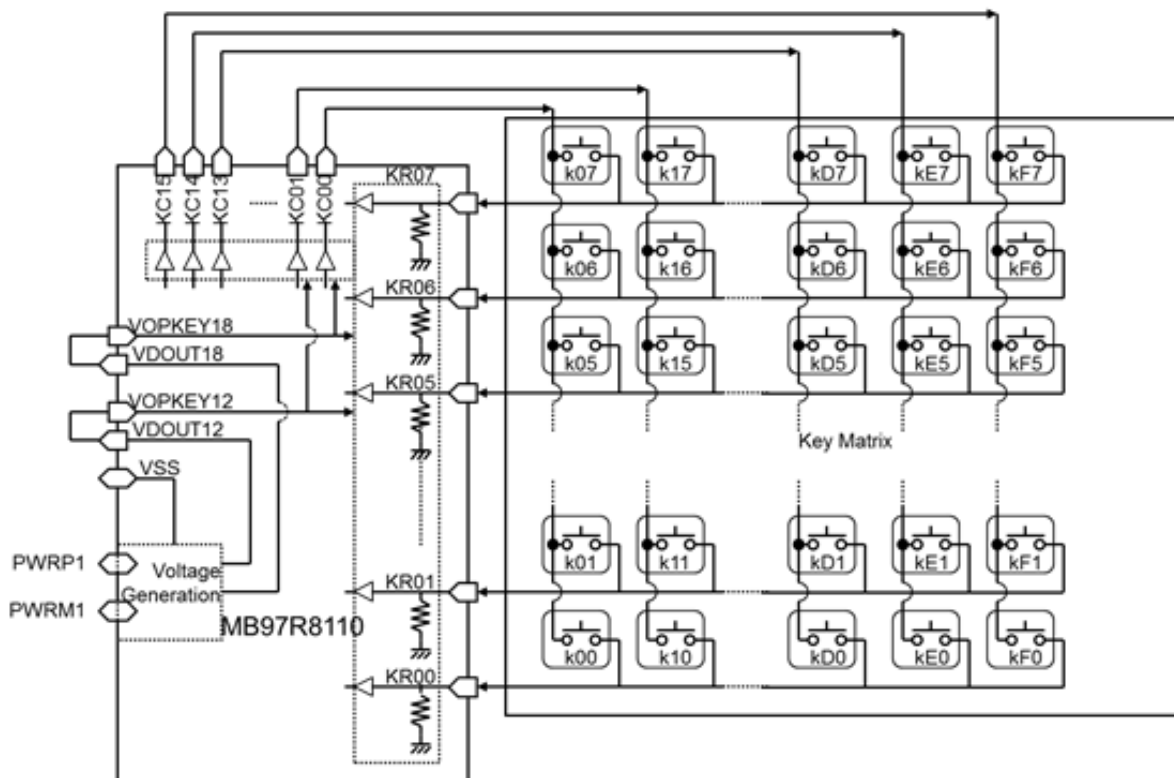 KC15
KC14
KC13
KC01
KC00
KR07
k07 k17 kD7 kE7 kF7
KR06
k06 k16 kD6 kE6 kF6
VOPKEY18
VDOUT18
KR05
k05 k15 kD5 kE5 kF5
VOPKEY12
VDOUT12
Key Matrix
VSS
PWRP1
Voltage
Generation
k01 k11 kD1 kE1 kF1
KR01
PWRM1
MB97R8110
k00 k10 kD0 kE0 kF0
KR00